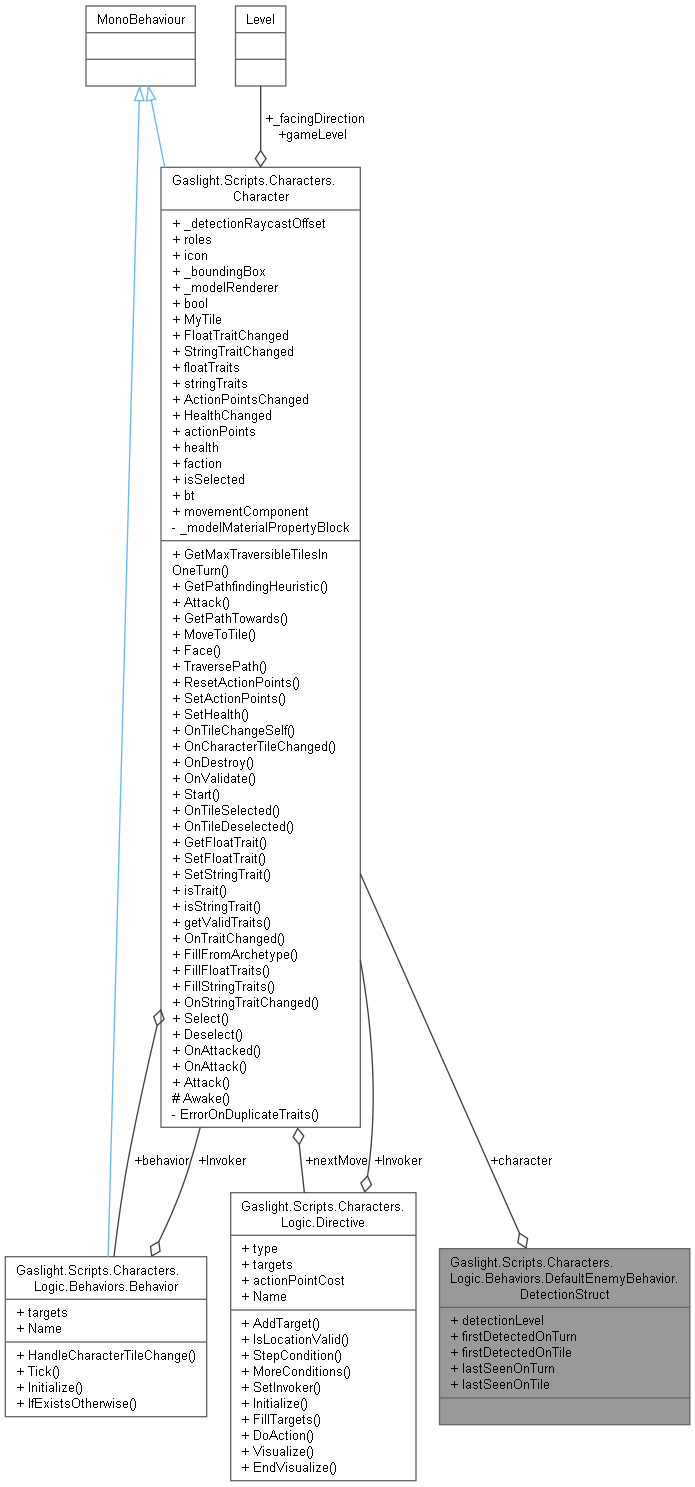 MonoBehaviour
Level
+_facingDirection
+gameLevel
Gaslight.Scripts.Characters.
Character
+ _detectionRaycastOffset
+ roles
+ icon
+ _boundingBox
+ _modelRenderer
+ bool
+ MyTile
+ FloatTraitChanged
+ StringTraitChanged
+ floatTraits
+ stringTraits
+ ActionPointsChanged
+ HealthChanged
+ actionPoints
+ health
+ faction
+ isSelected
+ bt
+ movementComponent
- _modelMaterialPropertyBlock
+ GetMaxTraversibleTilesIn
OneTurn()
+ GetPathfindingHeuristic()
+ Attack()
+ GetPathTowards()
+ MoveToTile()
+ Face()
+ TraversePath()
+ ResetActionPoints()
+ SetActionPoints()
+ SetHealth()
+ OnTileChangeSelf()
+ OnCharacterTileChanged()
+ OnDestroy()
+ OnValidate()
+ Start()
+ OnTileSelected()
+ OnTileDeselected()
+ GetFloatTrait()
+ SetFloatTrait()
+ SetStringTrait()
+ isTrait()
+ isStringTrait()
+ getValidTraits()
+ OnTraitChanged()
+ FillFromArchetype()
+ FillFloatTraits()
+ FillStringTraits()
+ OnStringTraitChanged()
+ Select()
+ Deselect()
+ OnAttacked()
+ OnAttack()
+ Attack()
# Awake()
- ErrorOnDuplicateTraits()
+behavior
+Invoker
+nextMove
+Invoker
+character
Gaslight.Scripts.Characters.
Logic.Behaviors.Behavior
+ targets
+ Name
+ HandleCharacterTileChange()
+ Tick()
+ Initialize()
+ IfExistsOtherwise()
Gaslight.Scripts.Characters.
Logic.Directive
+ type
+ targets
+ actionPointCost
+ Name
+ AddTarget()
+ IsLocationValid()
+ StepCondition()
+ MoreConditions()
+ SetInvoker()
+ Initialize()
+ FillTargets()
+ DoAction()
+ Visualize()
+ EndVisualize()
Gaslight.Scripts.Characters.
Logic.Behaviors.DefaultEnemyBehavior.
DetectionStruct
+ detectionLevel
+ firstDetectedOnTurn
+ firstDetectedOnTile
+ lastSeenOnTurn
+ lastSeenOnTile